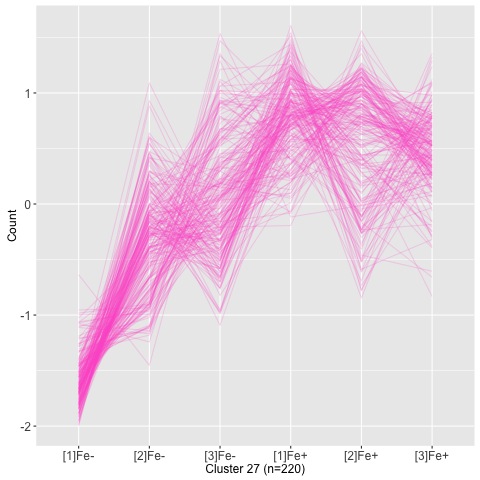 Count
1
0
-1
-2
[1]Fe-
[2]Fe-
[3]Fe-
[1]Fe+
[2]Fe+
[3]Fe+
Cluster 27 (n=220)